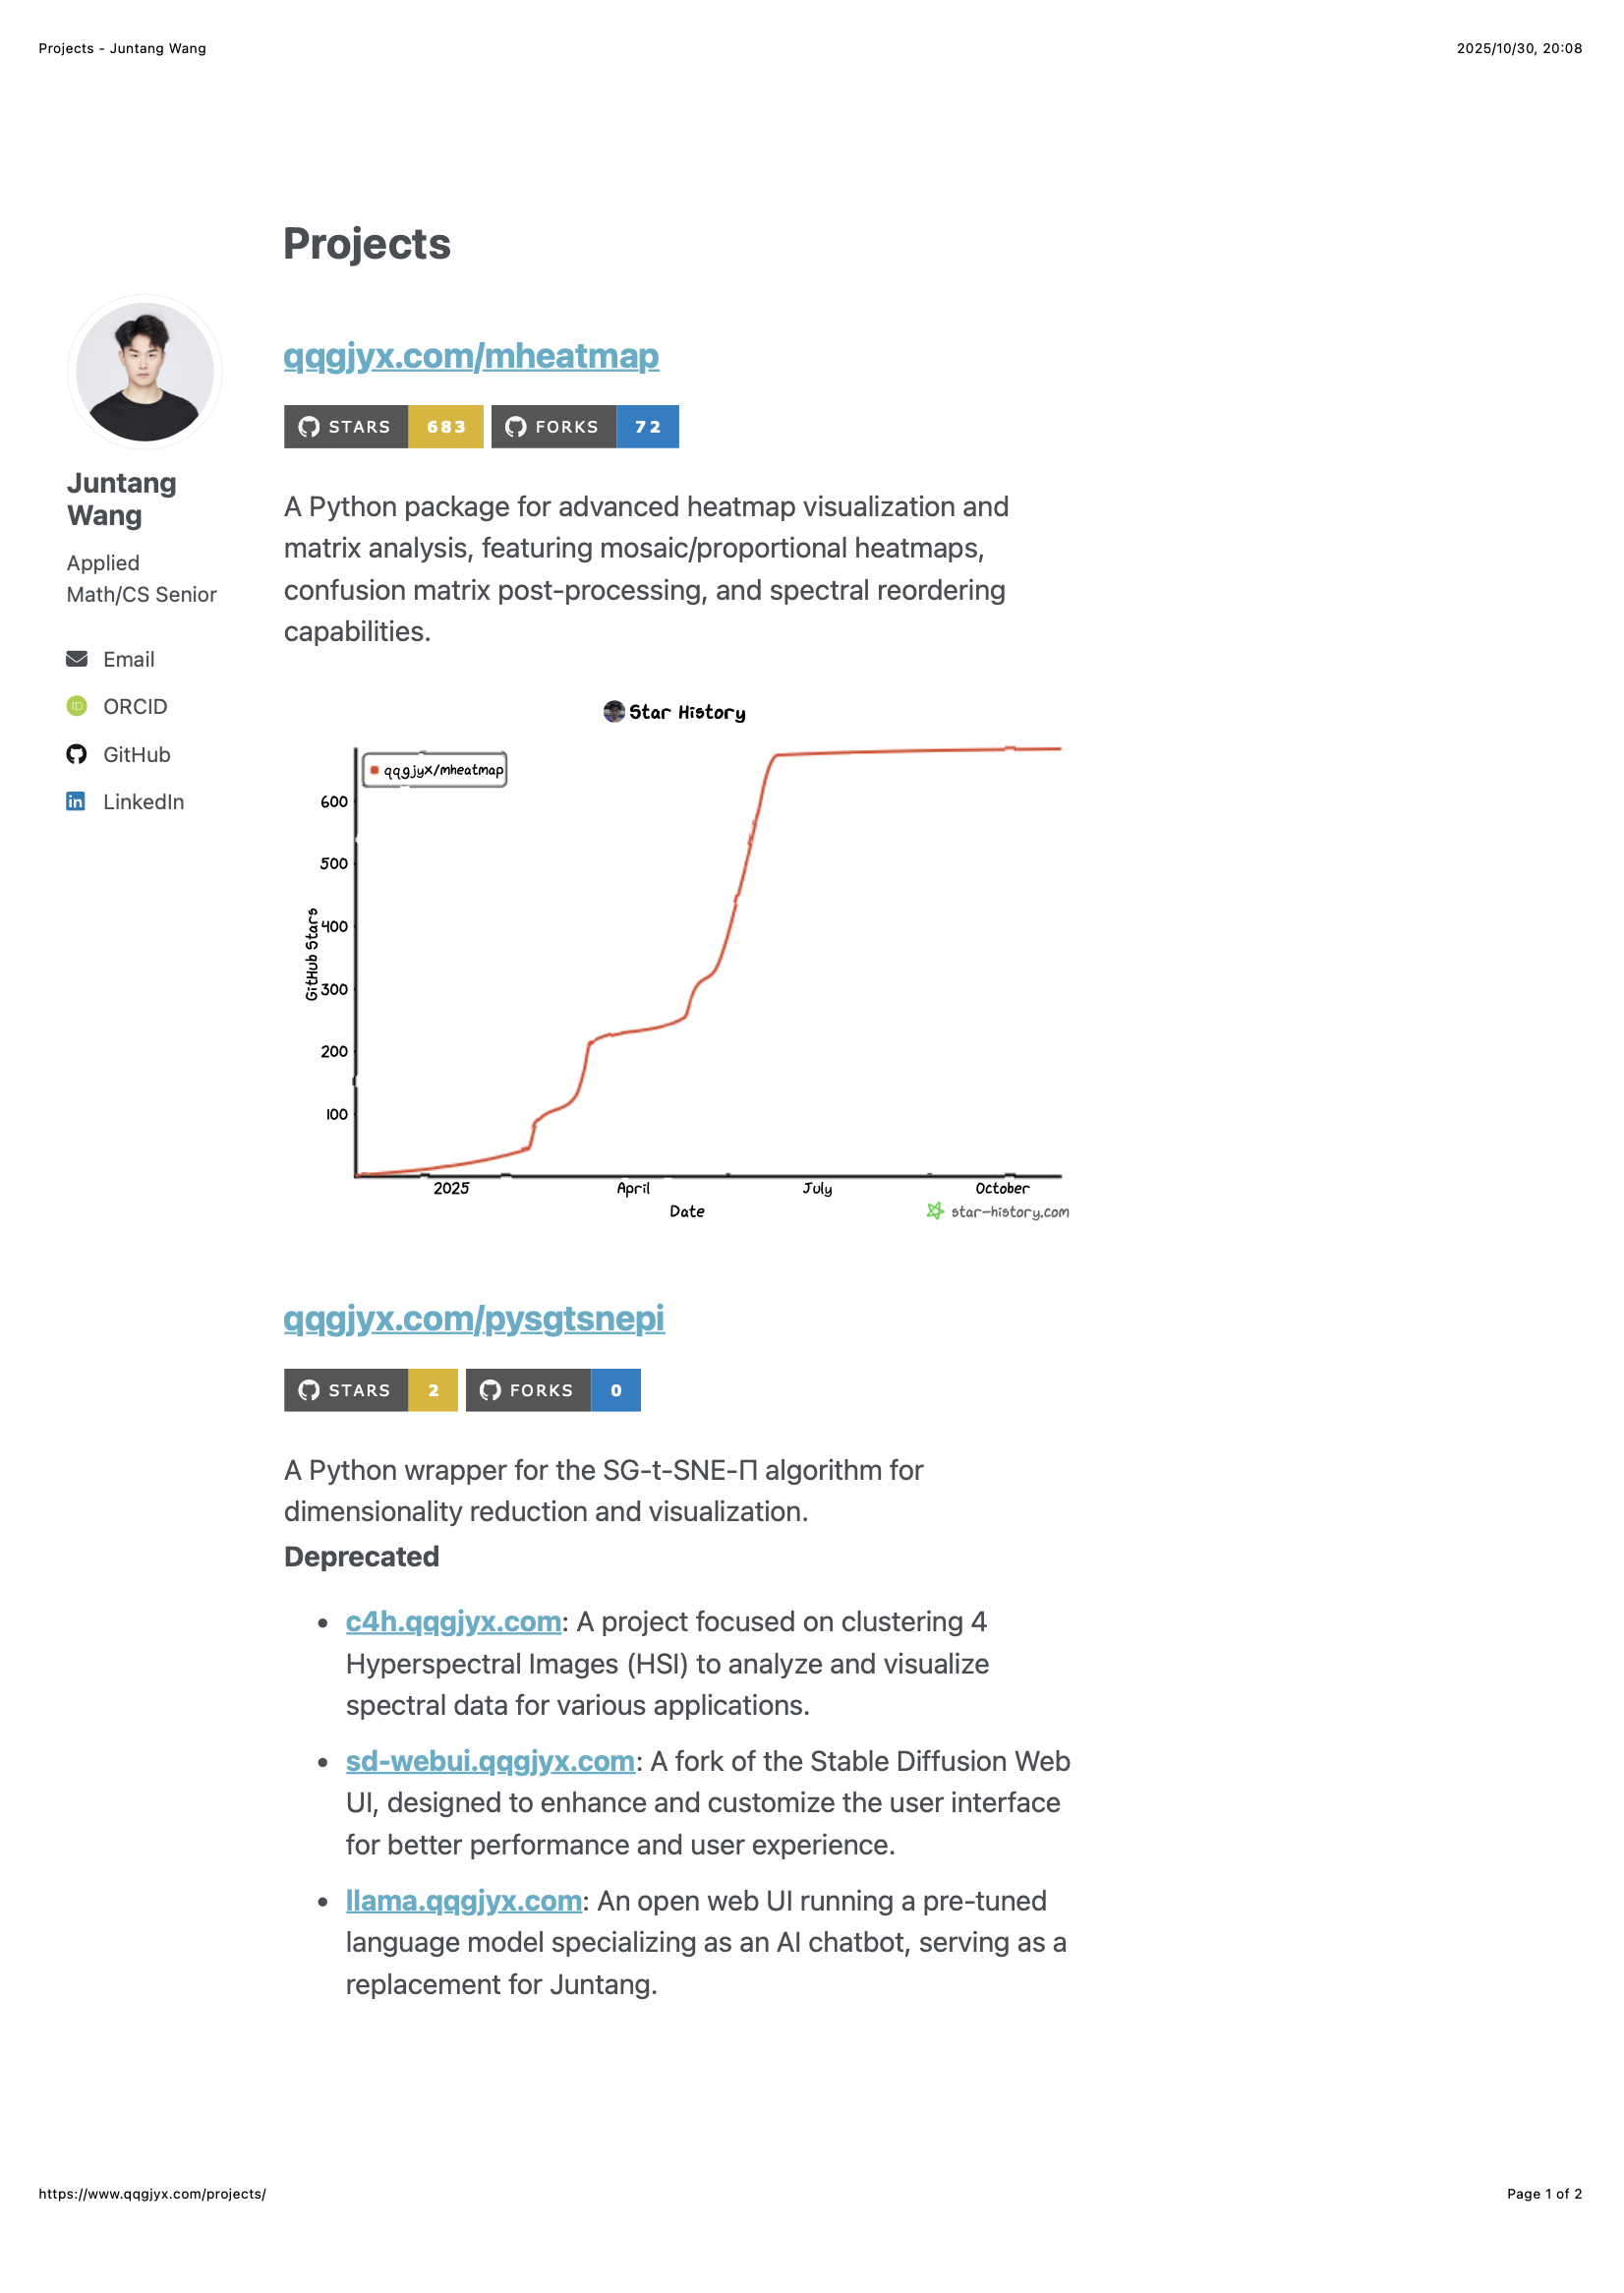 Projects - Juntang Wang
2025/10/30, 20:08
Projects
Juntang
Wang
Applied
Math/CS Senior
Email
ORCID
GitHub
LinkedIn
qqgjyx.com/mheatmap
STARS 683 FORKS 72
A Python package for advanced heatmap visualization and
matrix analysis, featuring mosaic/proportional heatmaps,
confusion matrix post-processing, and spectral reordering
capabilities.
Star History
qqgjyx/mheatmap
600
500
400
300
200
100
GitHub Stars
2025 April July October
Date
star-history.com
qqgjyx.com/pysgtsnepi
STARS 2 FORKS 0
A Python wrapper for the SG-t-SNE-Π algorithm for
dimensionality reduction and visualization.
Deprecated
• c4h.qqgjyx.com: A project focused on clustering 4
Hyperspectral Images (HSI) to analyze and visualize
spectral data for various applications.
• sd-webui.qqgjyx.com: A fork of the Stable Diffusion Web
UI, designed to enhance and customize the user interface
for better performance and user experience.
• llama.qqgjyx.com: An open web UI running a pre-tuned
language model specializing as an AI chatbot, serving as a
replacement for Juntang.
https://www.qqgjyx.com/projects/
Page 1 of 2